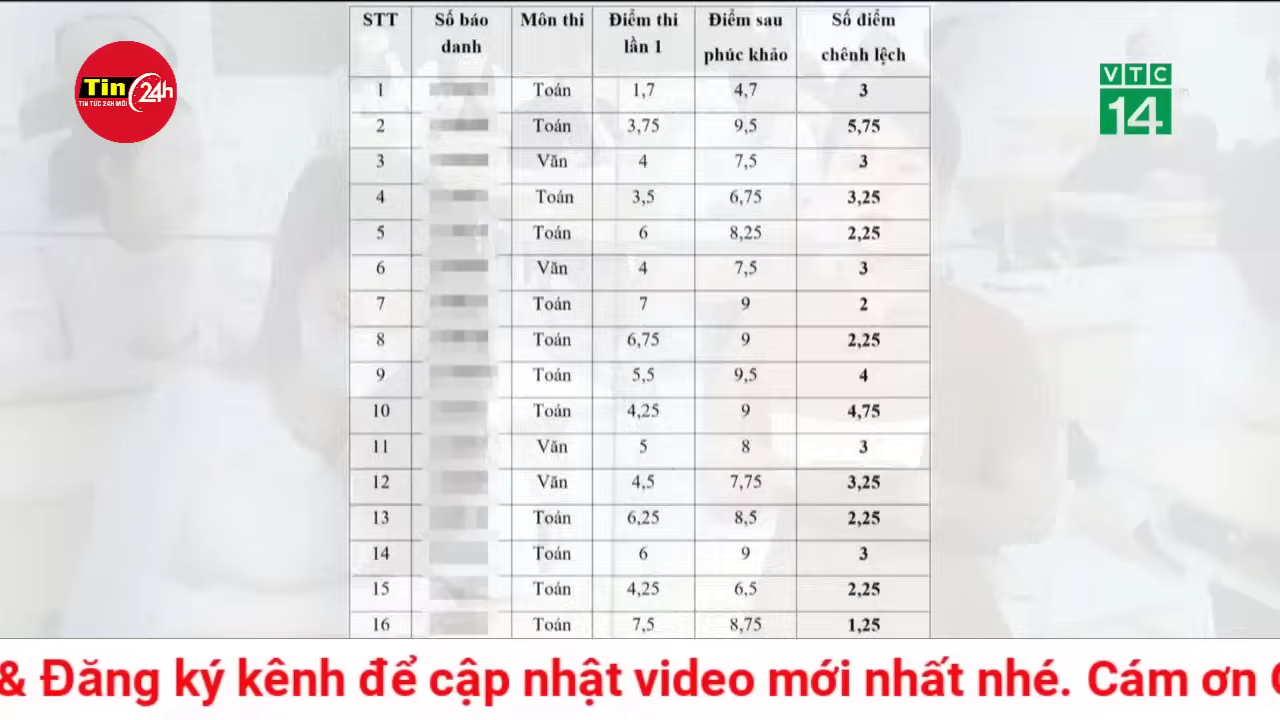 STT Số báo danh Môn thi Điểm thi lần 1 Điểm sau phúc khảo Số điểm chênh lệch
1 Toán 1,7 4,7 3
2 Toán 3,75 9,5 5,75
3 Văn 4 7,5 3
4 Toán 3,5 6,75 3,25
5 Toán 6 8,25 2,25
6 Văn 4 7,5 3
7 Toán 7 9 2
8 Toán 6,75 9 2,25
9 Toán 5,5 9,5 4
10 Toán 4,25 9 4,75
11 Văn 5 8 3
12 Văn 4,5 7,75 3,25
13 Toán 6,25 8,5 2,25
14 Toán 6 9 3
15 Toán 4,25 6,5 2,25
16 Toán 7,5 8,75 1,25
Tin 24h
TIN TỨC 24H MỚI
VTC
14
& Đăng ký kênh để cập nhật video mới nhất nhé. Cám ơn